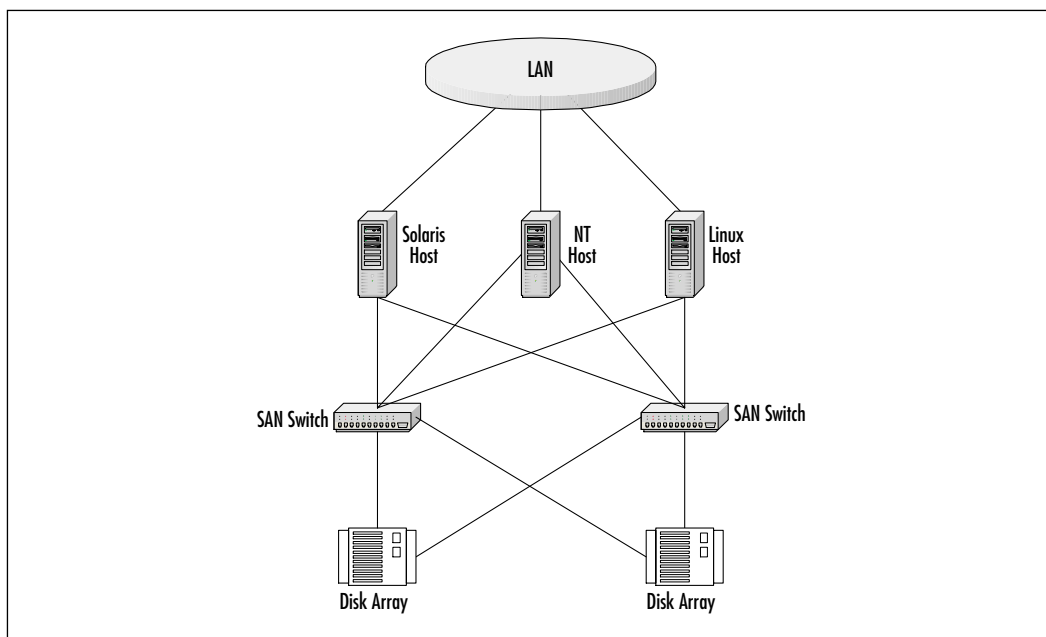 LAN
Solaris
Host
NT
Host
Linux
Host
SAN Switch
SAN Switch
Disk Array
Disk Array